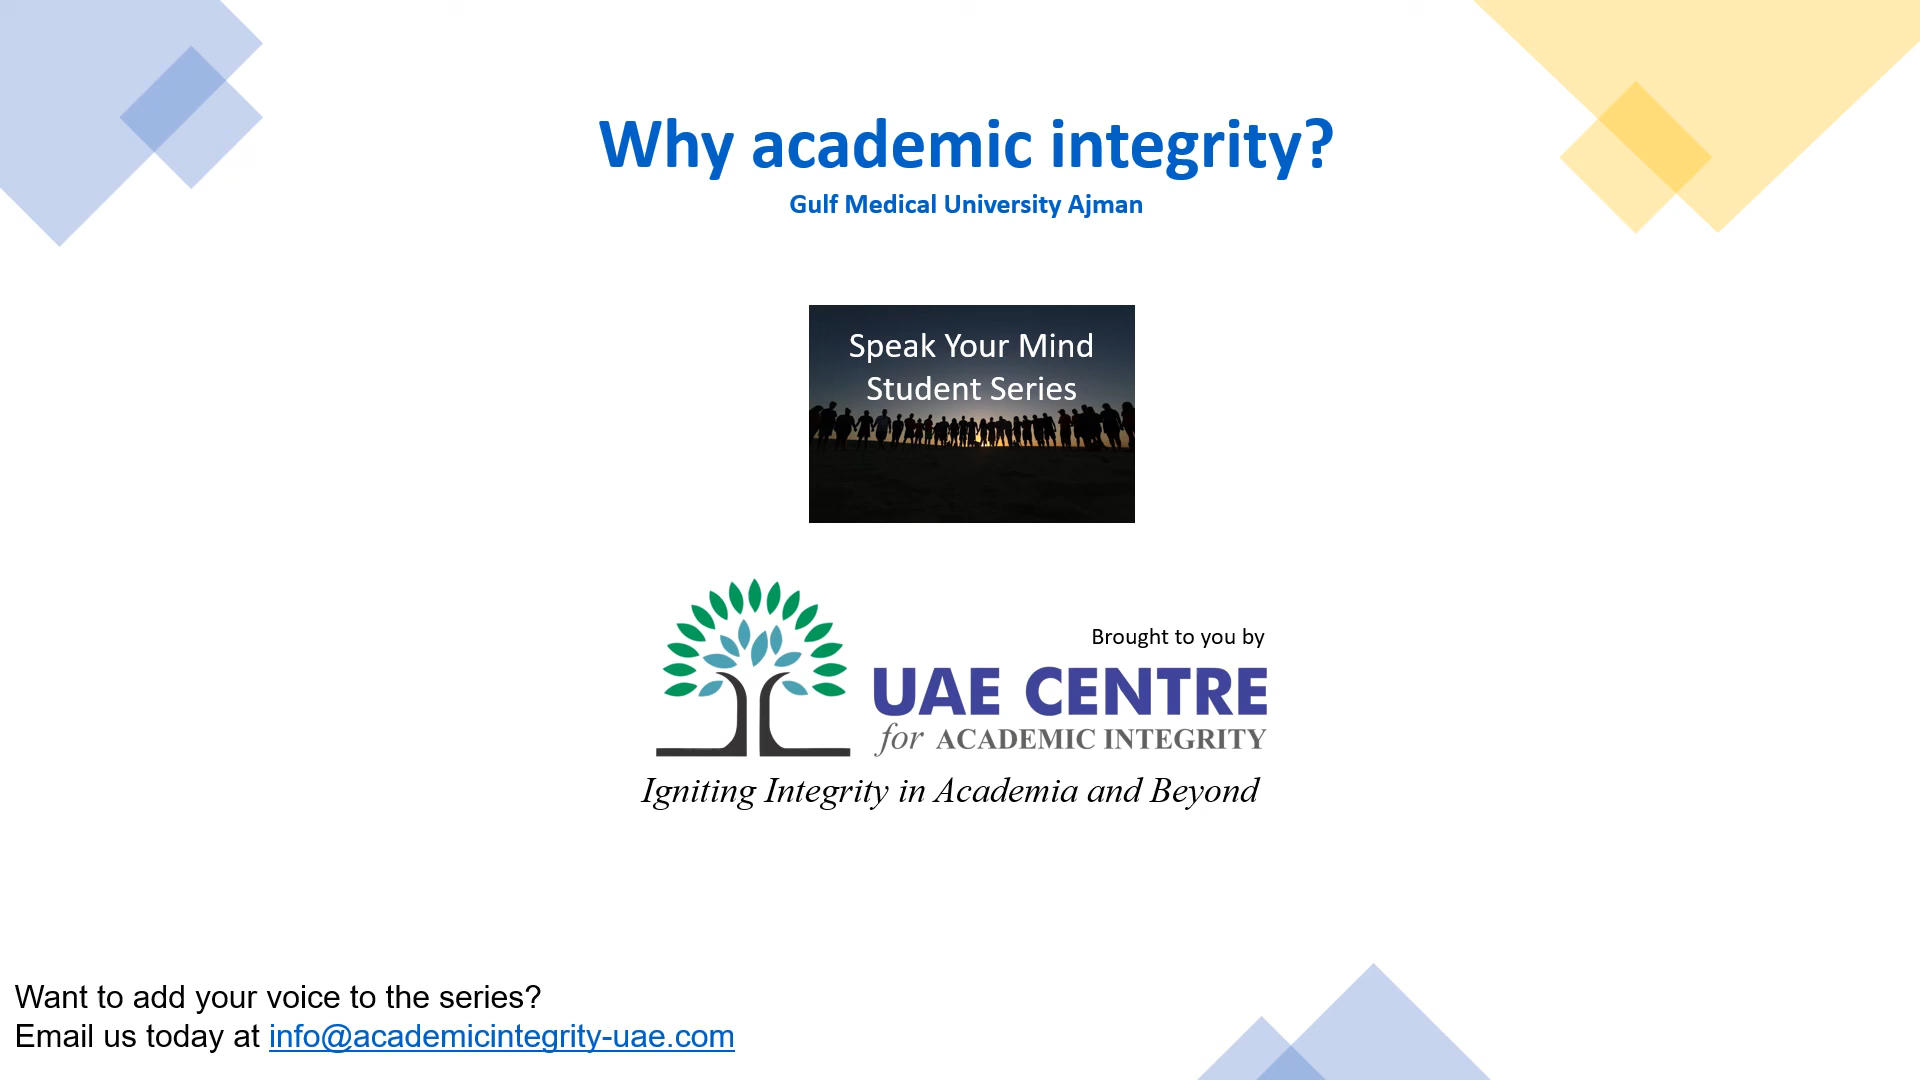 Why academic integrity?
Gulf Medical University Ajman
Speak Your Mind
Student Series
Brought to you by
UAE CENTRE
for ACADEMIC INTEGRITY
Igniting Integrity in Academia and Beyond
Want to add your voice to the series?
Email us today at info@academicintegrity-uae.com